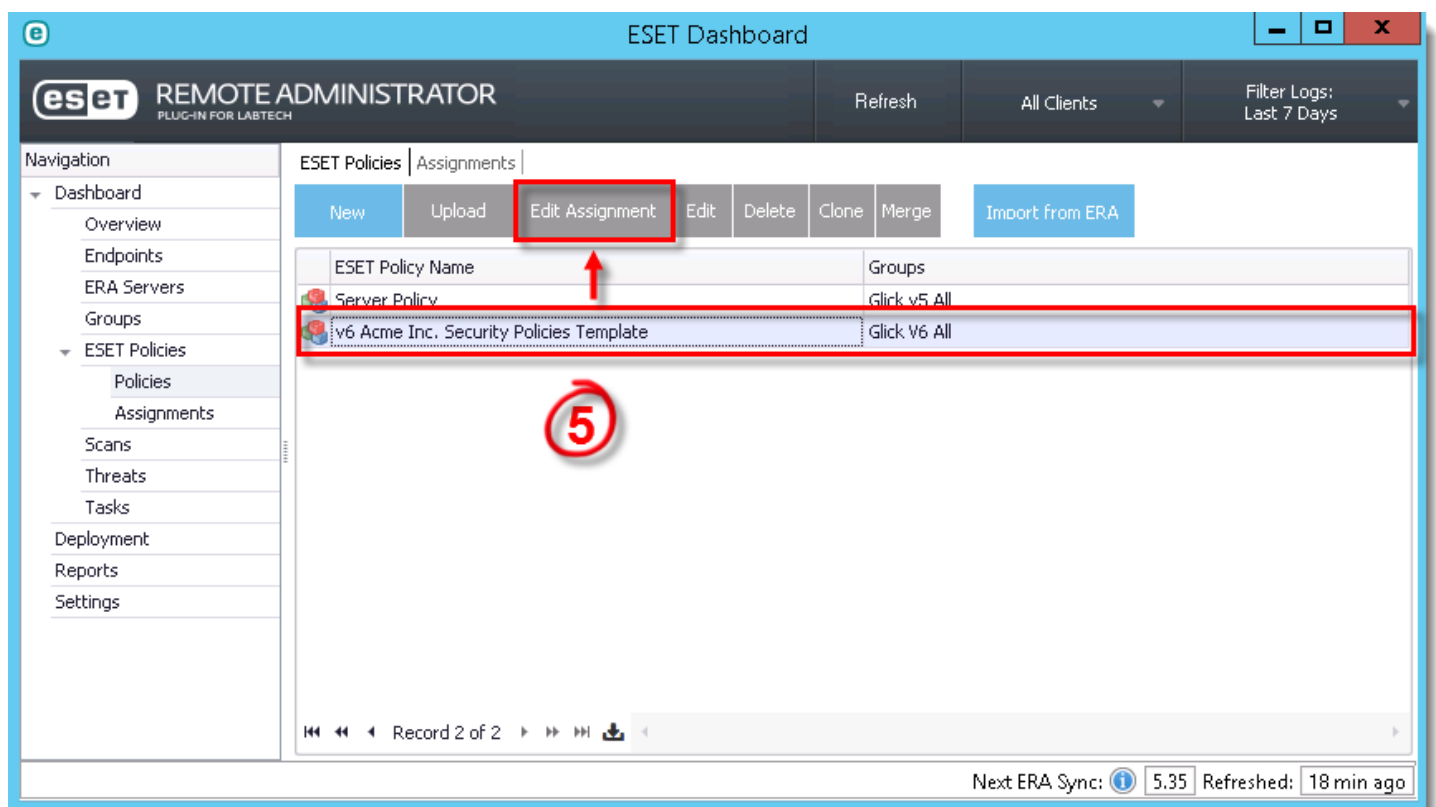 e
ESET Dashboard
eset REMOTE ADMINISTRATOR
PLUG-IN FOR LABTECH
Refresh
All Clients
Filter Logs:
Last 7 Days
Navigation
Dashboard
Overview
Endpoints
ERA Servers
Groups
ESET Policies
Policies
Assignments
Scans
Threats
Tasks
Deployment
Reports
Settings
ESET Policies Assignments
New Upload Edit Assignment Edit Delete Clone Merge Import from ERA
ESET Policy Name Groups
Server Policy Glick v5 All
v6 Acme Inc. Security Policies Template Glick V6 All
5
Record 2 of 2
Next ERA Sync: 5.35 Refreshed: 18 min ago